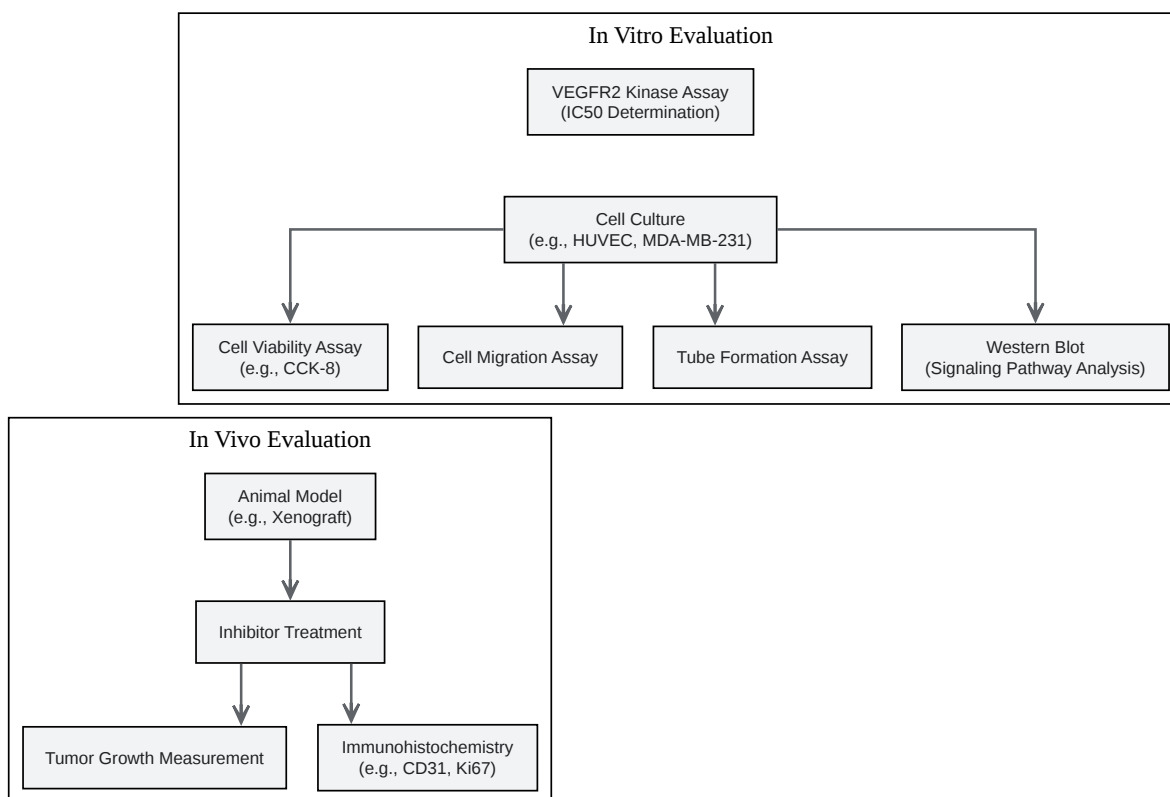 In Vitro Evaluation
VEGFR2 Kinase Assay
(IC50 Determination)
Cell Culture
(e.g., HUVEC, MDA-MB-231)
Cell Viability Assay
(e.g., CCK-8)
Cell Migration Assay
Tube Formation Assay
Western Blot
(Signaling Pathway Analysis)
In Vivo Evaluation
Animal Model
(e.g., Xenograft)
Inhibitor Treatment
Tumor Growth Measurement
Immunohistochemistry
(e.g., CD31, Ki67)